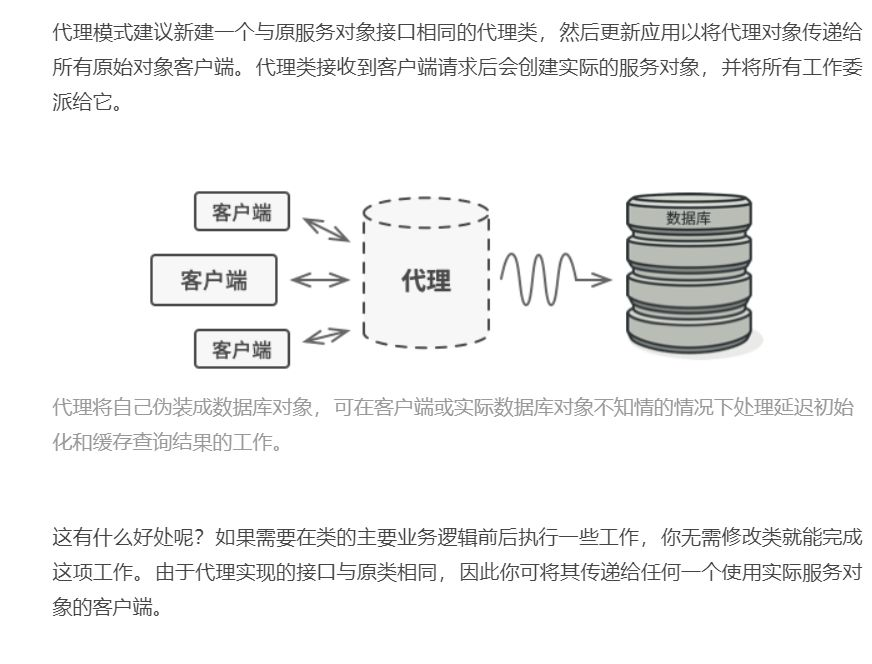 代理模式建议新建一个与原服务对象接口相同的代理类，然后更新应用以将代理对象传递给
所有原始对象客户端。代理类接收到客户端请求后会创建实际的服务对象，并将所有工作委
派给它。
客户端
客户端
客户端
代理
数据库
代理将自己伪装成数据库对象，可在客户端或实际数据库对象不知情的情况下处理延迟初始
化和缓存查询结果的工作。
这有什么好处呢？如果需要在类的主要业务逻辑前后执行一些工作，你无需修改类就能完成
这项工作。由于代理实现的接口与原类相同，因此你可将其传递给任何一个使用实际服务对
象的客户端。